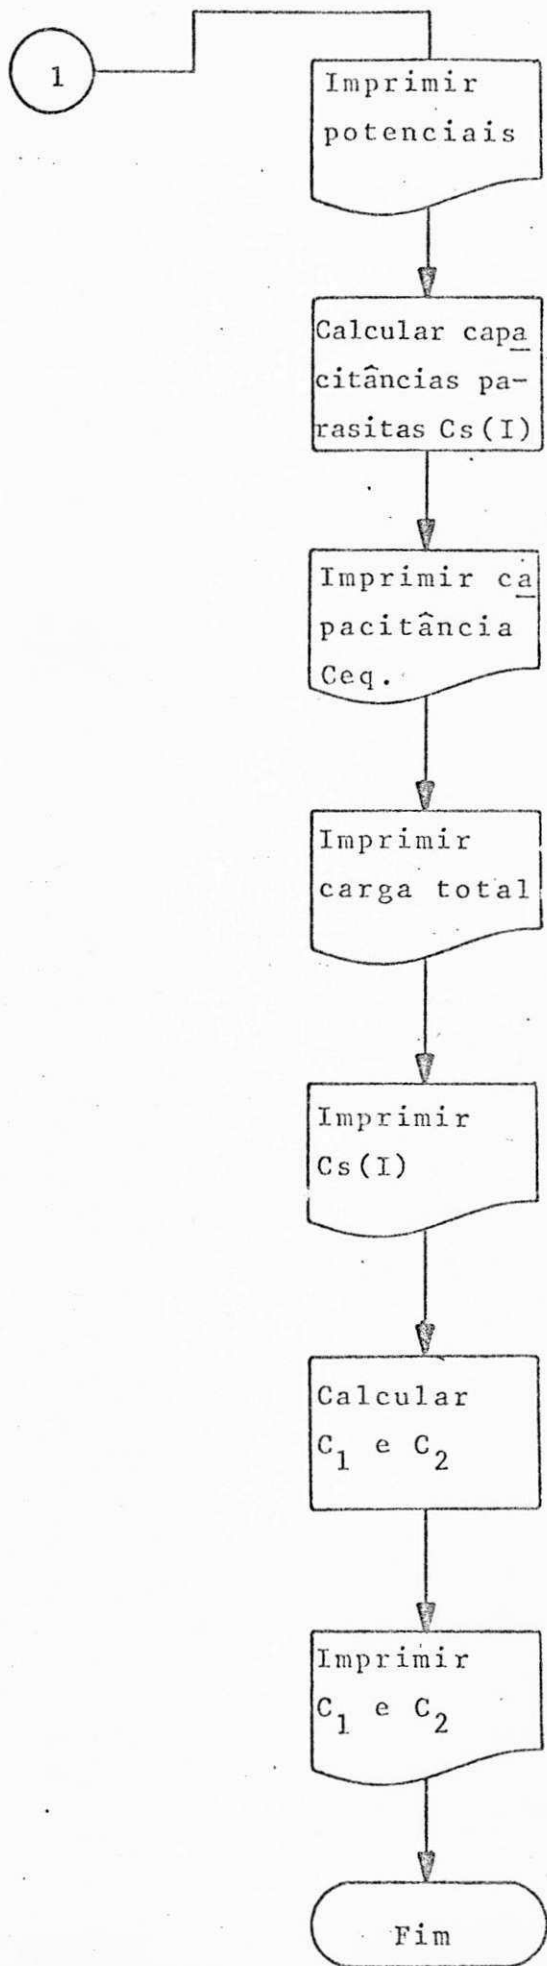 1
Imprimir
potenciais
Calcular capa
citâncias pa-
rasitas Cs(I)
Imprimir ca
pacitância
Ceq.
Imprimir
carga total
Imprimir
Cs(I)
Calcular
C₁ e C₂
Imprimir
C₁ e C₂
Fim